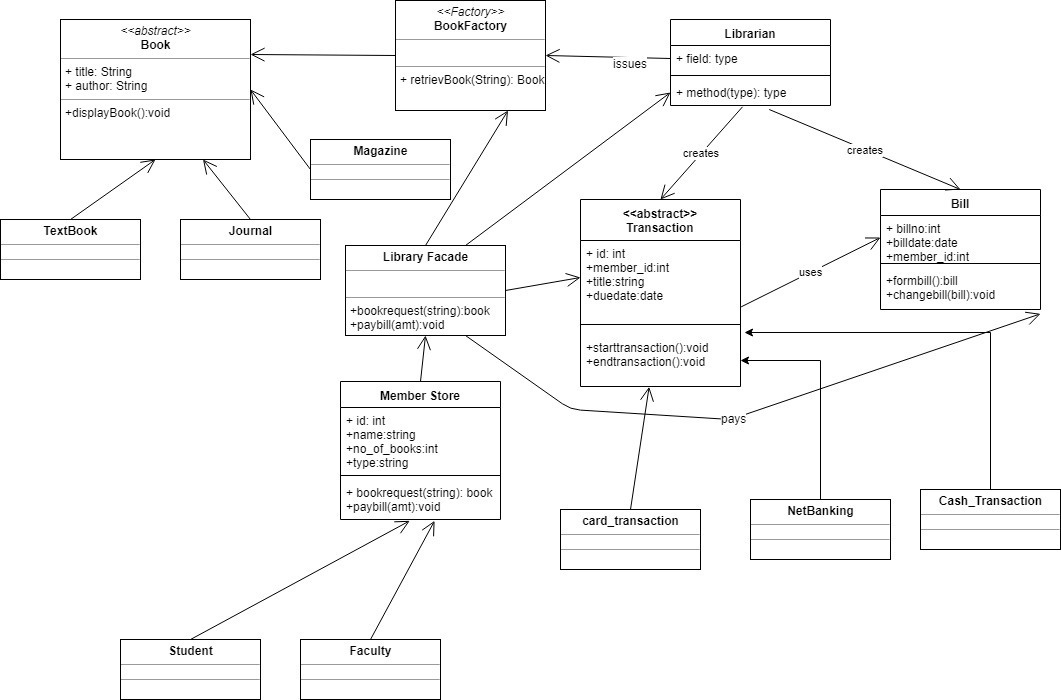 <<abstract>>
Book
+ title: String
+ author: String
+displayBook():void
<<Factory>>
BookFactory
+ retrievBook(String): Book
Librarian
+ field: type
+ method(type): type
issues
Magazine
creates
creates
TextBook
Journal
Library Facade
+bookrequest(string):book
+paybill(amt):void
<<abstract>>
Transaction
+ id: int
+member_id:int
+title:string
+duedate:date
+starttransaction():void
+endtransaction():void
Bill
+ billno:int
+billdate:date
+member_id:int
+formbill():bill
+changebill(bill):void
uses
pays
Member Store
+ id: int
+name:string
+no_of_books:int
+type:string
+ bookrequest(string): book
+paybill(amt):void
card_transaction
NetBanking
Cash_Transaction
Student
Faculty